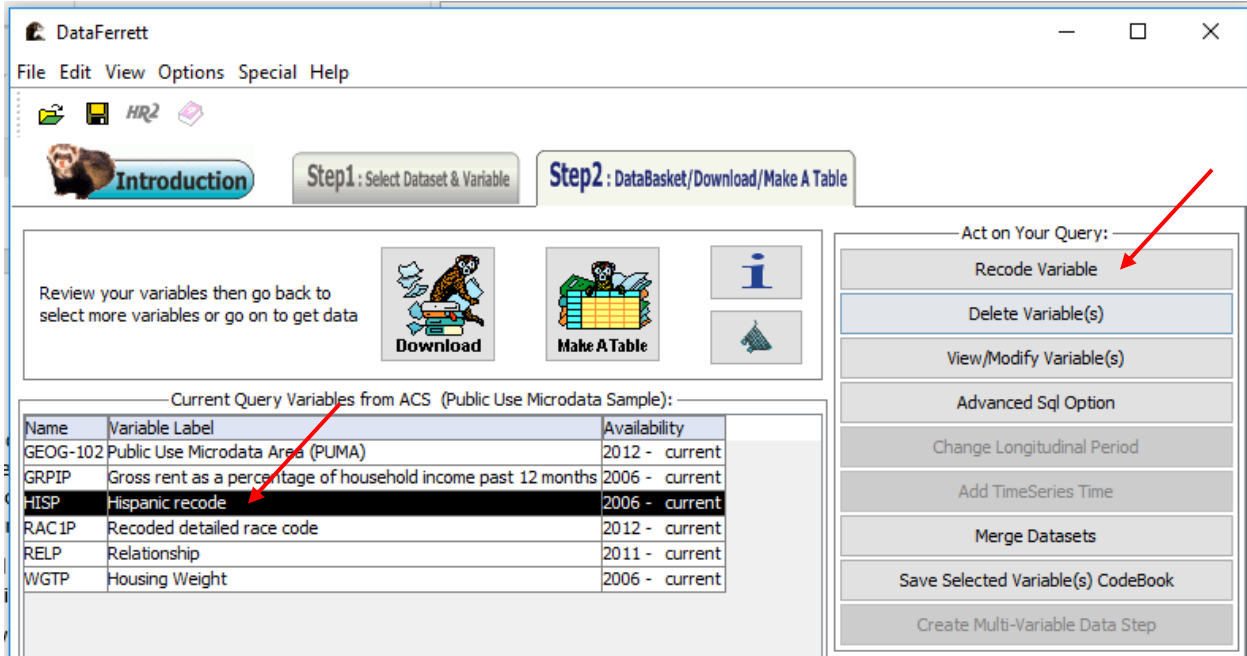 DataFerrett
File Edit View Options Special Help
HR2
Introduction
Step1 : Select Dataset & Variable
Step2 : DataBasket/Download/Make A Table
Review your variables then go back to
select more variables or go on to get data
Download
Make A Table
i
Current Query Variables from ACS (Public Use Microdata Sample):
Name Variable Label Availability
GEOG-102 Public Use Microdata Area (PUMA) 2012 - current
GRPIP Gross rent as a percentage of household income past 12 months 2006 - current
HISP Hispanic recode 2006 - current
RAC1P Recoded detailed race code 2012 - current
RELP Relationship 2011 - current
WGTP Housing Weight 2006 - current
Act on Your Query:
Recode Variable
Delete Variable(s)
View/Modify Variable(s)
Advanced Sql Option
Change Longitudinal Period
Add TimeSeries Time
Merge Datasets
Save Selected Variable(s) CodeBook
Create Multi-Variable Data Step